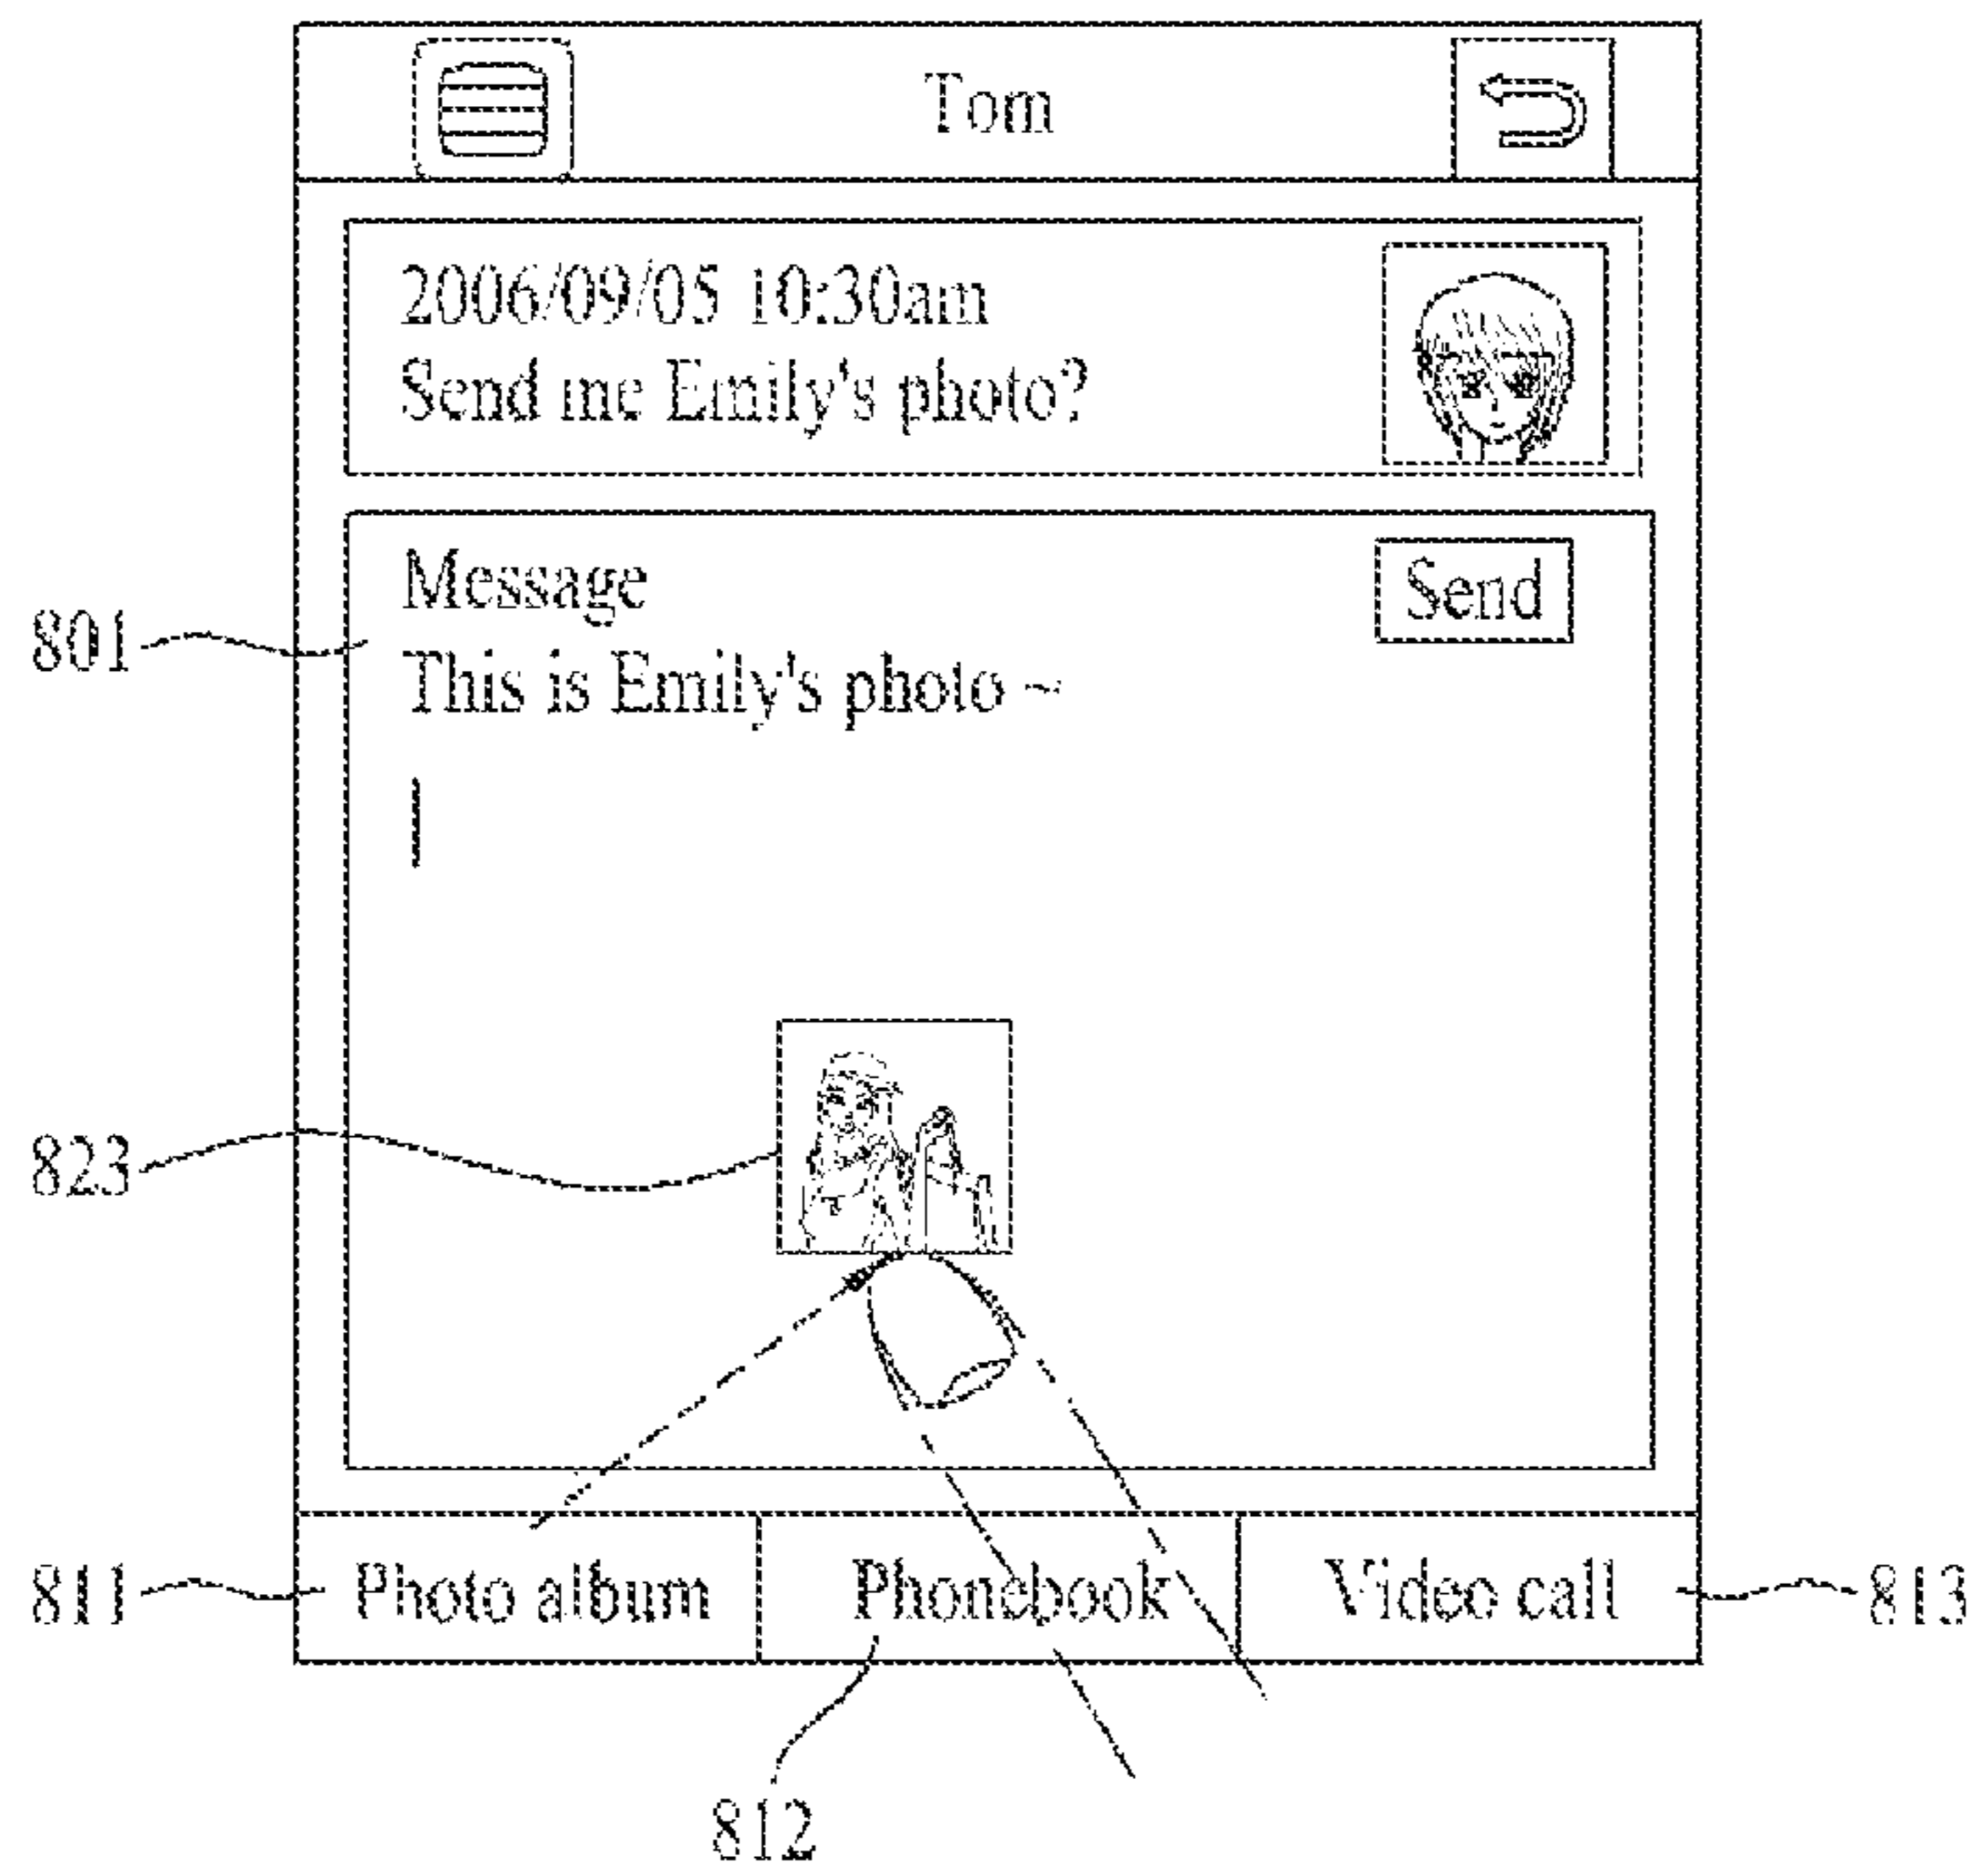 Tom
2006/09/05 10:30am
Send me Emily's photo?
Message
Send
801
This is Emily's photo ~
823
811
Photo album
Phonebook
Video call
813
812